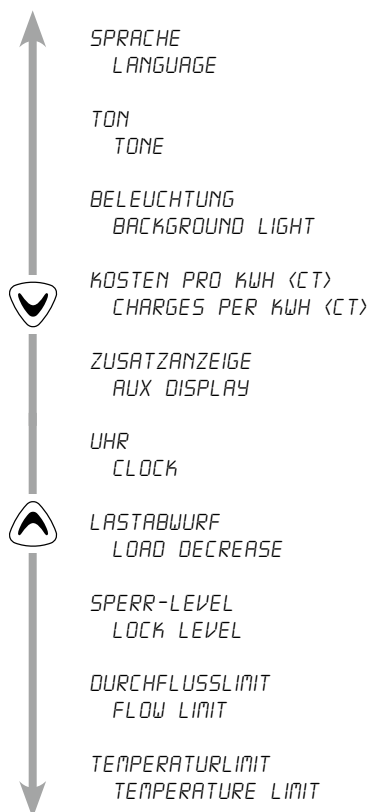 SPRACHE
LANGUAGE
TON
TONE
BELEUCHTUNG
BACKGROUND LIGHT
KOSTEN PRO KWH (CT)
CHARGES PER KWH (CT)
ZUSATZANZEIGE
AUX DISPLAY
UHR
CLOCK
LASTABWURF
LOAD DECREASE
SPERR-LEVEL
LOCK LEVEL
DURCHFLUSSLIMIT
FLOW LIMIT
TEMPERATURLIMIT
TEMPERATURE LIMIT